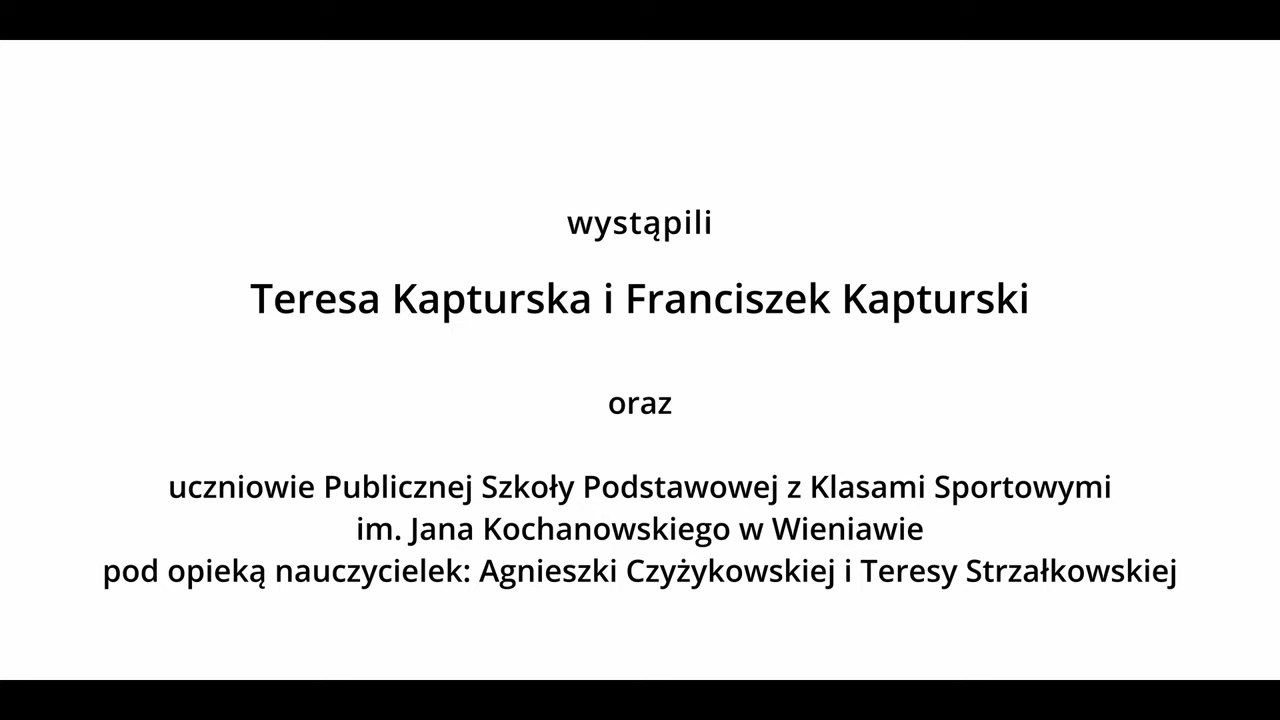 wystąpili
Teresa Kapturska i Franciszek Kapturski
oraz
uczniowie Publicznej Szkoły Podstawowej z Klasami Sportowymi
im. Jana Kochanowskiego w Wieniawie
pod opieką nauczycielek: Agnieszki Czyżykowskiej i Teresy Strzałkowskiej